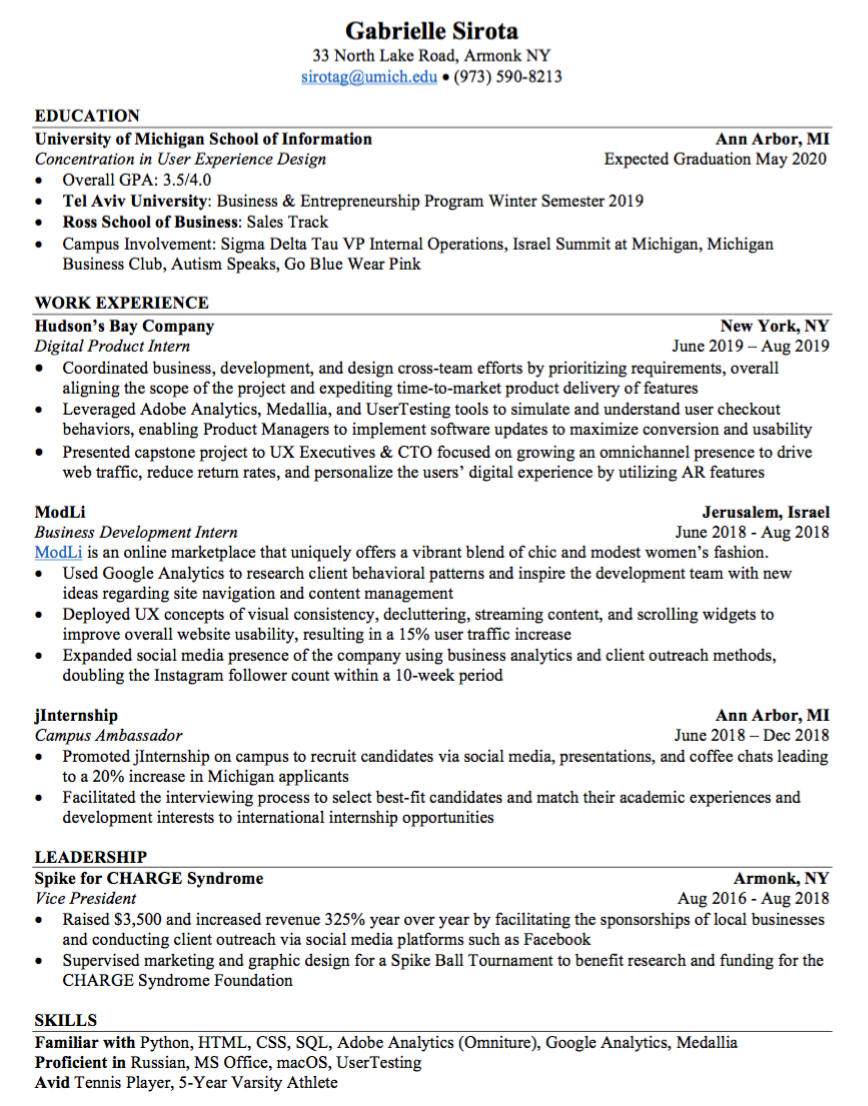 Gabrielle Sirota
33 North Lake Road, Armonk NY
sirotag@umich.edu • (973) 590-8213
EDUCATION
University of Michigan School of Information Ann Arbor, MI
Concentration in User Experience Design Expected Graduation May 2020
• Overall GPA: 3.5/4.0
• Tel Aviv University: Business & Entrepreneurship Program Winter Semester 2019
• Ross School of Business: Sales Track
• Campus Involvement: Sigma Delta Tau VP Internal Operations, Israel Summit at Michigan, Michigan
Business Club, Autism Speaks, Go Blue Wear Pink
WORK EXPERIENCE
Hudson's Bay Company New York, NY
Digital Product Intern June 2019 – Aug 2019
• Coordinated business, development, and design cross-team efforts by prioritizing requirements, overall
aligning the scope of the project and expediting time-to-market product delivery of features
• Leveraged Adobe Analytics, Medallia, and UserTesting tools to simulate and understand user checkout
behaviors, enabling Product Managers to implement software updates to maximize conversion and usability
• Presented capstone project to UX Executives & CTO focused on growing an omnichannel presence to drive
web traffic, reduce return rates, and personalize the users' digital experience by utilizing AR features
ModLi Jerusalem, Israel
Business Development Intern June 2018 - Aug 2018
ModLi is an online marketplace that uniquely offers a vibrant blend of chic and modest women's fashion.
• Used Google Analytics to research client behavioral patterns and inspire the development team with new
ideas regarding site navigation and content management
• Deployed UX concepts of visual consistency, decluttering, streaming content, and scrolling widgets to
improve overall website usability, resulting in a 15% user traffic increase
• Expanded social media presence of the company using business analytics and client outreach methods,
doubling the Instagram follower count within a 10-week period
jInternship Ann Arbor, MI
Campus Ambassador June 2018 – Dec 2018
• Promoted jInternship on campus to recruit candidates via social media, presentations, and coffee chats leading
to a 20% increase in Michigan applicants
• Facilitated the interviewing process to select best-fit candidates and match their academic experiences and
development interests to international internship opportunities
LEADERSHIP
Spike for CHARGE Syndrome Armonk, NY
Vice President Aug 2016 - Aug 2018
• Raised $3,500 and increased revenue 325% year over year by facilitating the sponsorships of local businesses
and conducting client outreach via social media platforms such as Facebook
• Supervised marketing and graphic design for a Spike Ball Tournament to benefit research and funding for the
CHARGE Syndrome Foundation
SKILLS
Familiar with Python, HTML, CSS, SQL, Adobe Analytics (Omniture), Google Analytics, Medallia
Proficient in Russian, MS Office, macOS, UserTesting
Avid Tennis Player, 5-Year Varsity Athlete